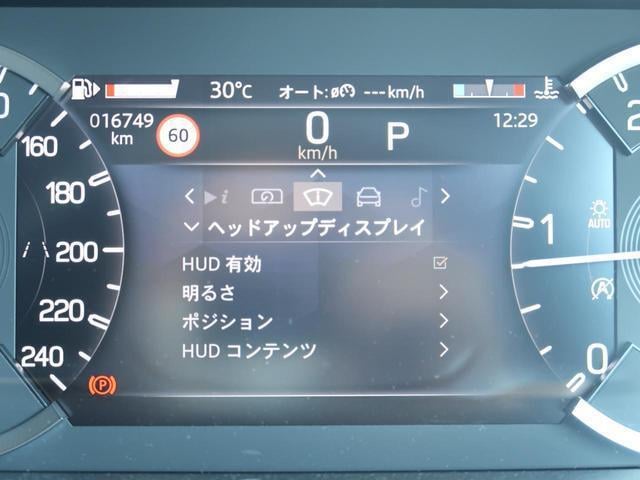 30℃ オート: ---km/h
016749 km
60
0 km/h
P
12:29
ヘッドアップディスプレイ
HUD 有効
明るさ
ポジション
HUD コンテンツ
160
180
200
220
240
1
0
AUTO
A
(P)